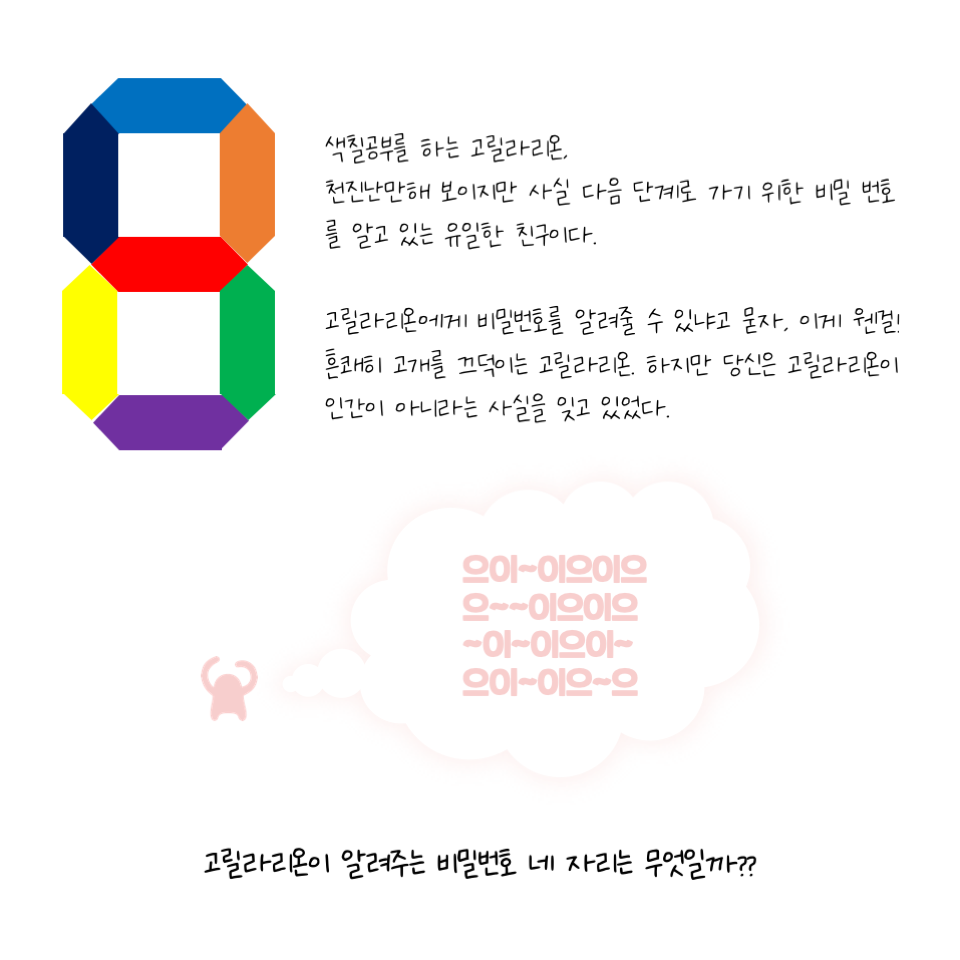 색칠공부를 하는 고릴라리온,
천진난만해 보이지만 사실 다음 단계로 가기 위한 비밀 번호
를 알고 있는 유일한 친구이다.
고릴라리온에게 비밀번호를 알려줄 수 있냐고 묻자, 이게 웬걸!
흔쾌히 고개를 끄덕이는 고릴라리온. 하지만 당신은 고릴라리온이
인간이 아니라는 사실을 잊고 있었다.
으아~이으이으
으~~이으이으
~아~이으아~
으아~이으~으
고릴라리온이 알려주는 비밀번호 네 자리는 무엇일까??